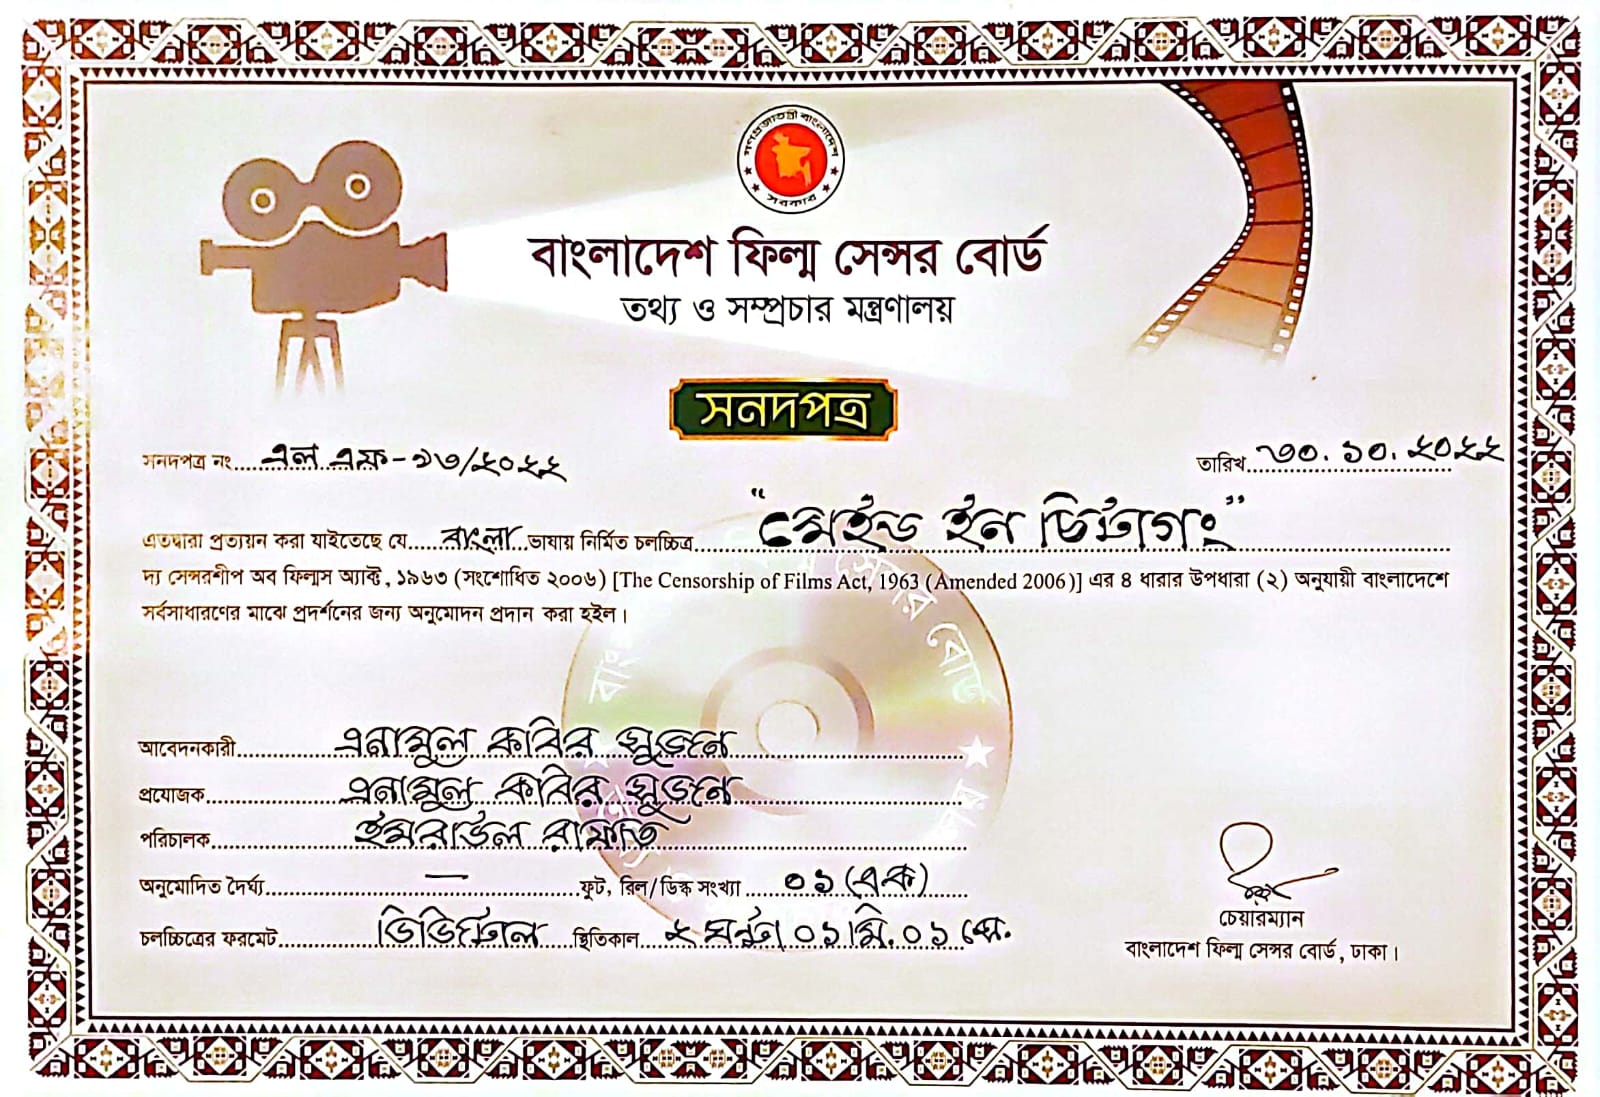 গণপ্রজাতন্ত্রী বাংলাদেশ
সরকার
বাংলাদেশ ফিল্ম সেন্সর বোর্ড
তথ্য ও সম্প্রচার মন্ত্রণালয়
সনদপত্র
সনদপত্র নং....এল এফ-৯৩/২০২২
তারিখ..৩০.১০.২০২২
এতদ্বারা প্রত্যয়ন করা যাইতেছে যে....বাংলা...ভাষায় নির্মিত চলচ্চিত্র...."মেইড ইন চিটাগং"
দ্য সেন্সরশীপ অব ফিল্মস অ্যাক্ট, ১৯৬৩ (সংশোধিত ২০০৬) [The Censorship of Films Act, 1963 (Amended 2006)] এর ৪ ধারার উপধারা (২) অনুযায়ী বাংলাদেশে
সর্বসাধারণের মাঝে প্রদর্শনের জন্য অনুমোদন প্রদান করা হইল।
আবেদনকারী....এনামুল কবির সুজন
প্রযোজক....এনামুল কবির সুজন
পরিচালক....ইমরাউল রাফাত
অনুমোদিত দৈর্ঘ্য....—....ফুট, রিল/ডিস্ক সংখ্যা....০১ (এক)
চলচ্চিত্রের ফরমেট....ডিজিটাল....স্থিতিকাল....২ ঘন্টা ০১ মি. ০১ সে.
চেয়ারম্যান
বাংলাদেশ ফিল্ম সেন্সর বোর্ড, ঢাকা।